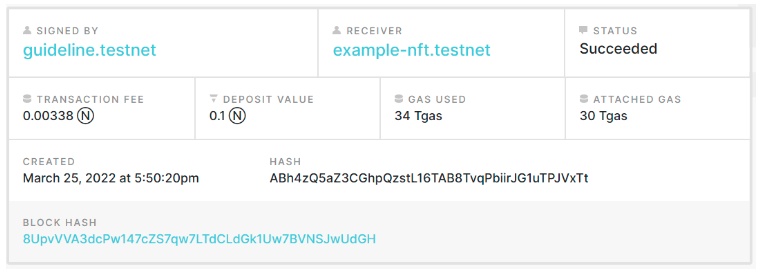 SIGNED BY
guideline.testnet
RECEIVER
example-nft.testnet
STATUS
Succeeded
TRANSACTION FEE
0.00338 Ⓝ
DEPOSIT VALUE
0.1 Ⓝ
GAS USED
34 Tgas
ATTACHED GAS
30 Tgas
CREATED
March 25, 2022 at 5:50:20pm
HASH
ABh4zQ5aZ3CGhpQzstL16TAB8TvqPbiirJG1uTPJVxTt
BLOCK HASH
8UpvVVA3dcPw147cZS7qw7LTdCLdGk1Uw7BVNSJwUdGH